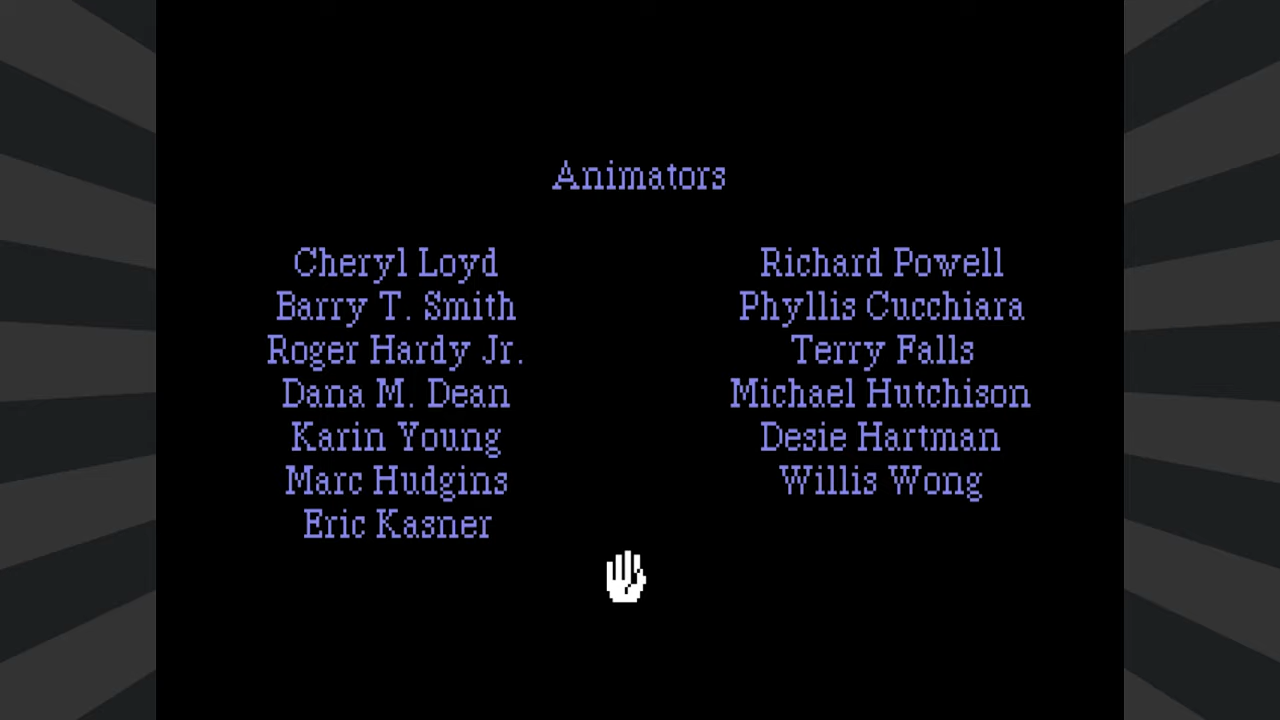 Animators
Cheryl Loyd
Barry T. Smith
Roger Hardy Jr.
Dana M. Dean
Karin Young
Marc Hudgins
Eric Kasner
Richard Powell
Phyllis Cucchiara
Terry Falls
Michael Hutchison
Desie Hartman
Willis Wong